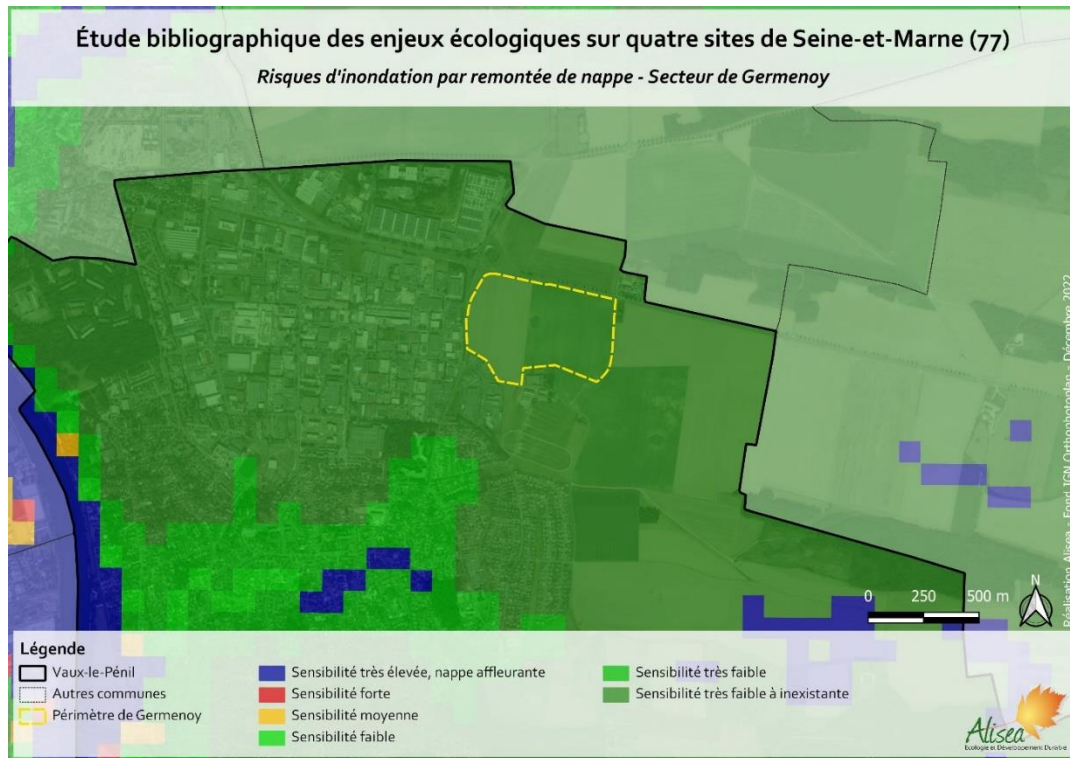 Étude bibliographique des enjeux écologiques sur quatre sites de Seine-et-Marne (77)
Risques d'inondation par remontée de nappe - Secteur de Germenoy
Réalisation Alisea - Fond IGN Orthophotoplan - Décembre 2022
N
0 250 500 m
Légende
Vaux-le-Pénil
Autres communes
Périmètre de Germenoy
Sensibilité très élevée, nappe affleurante
Sensibilité forte
Sensibilité moyenne
Sensibilité faible
Sensibilité très faible
Sensibilité très faible à inexistante
Alisea
Ecologie et Développement Durable